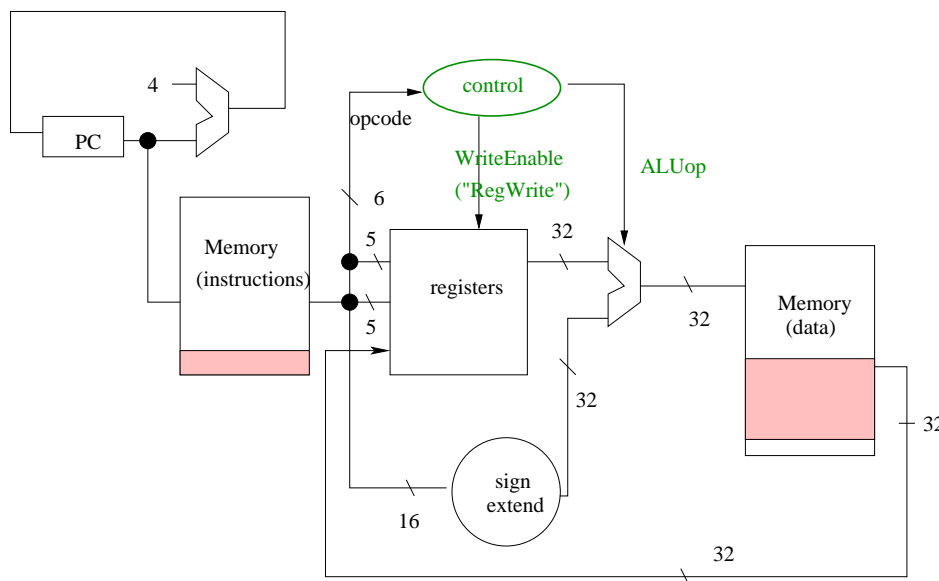 4
control
PC
opcode
WriteEnable
("RegWrite")
ALUop
6
5
32
Memory
(instructions)
registers
5
32
Memory
(data)
32
32
sign
extend
16
32